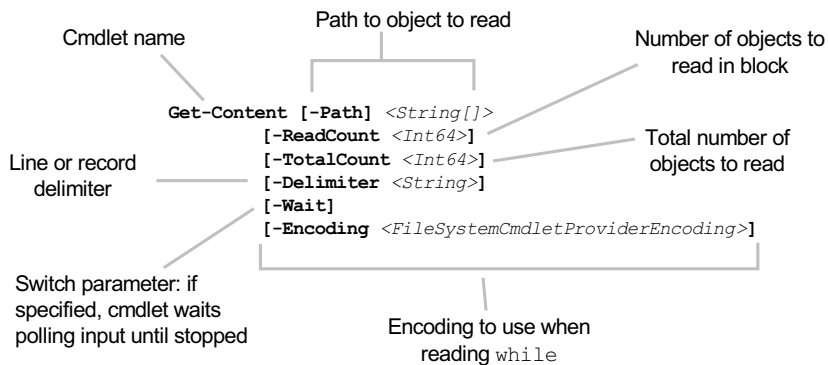 Path to object to read
Cmdlet name
Number of objects to
read in block
Get-Content [-Path] <String[]>
[-ReadCount <Int64>]
[-TotalCount <Int64>]
[-Delimiter <String>]
[-Wait]
[-Encoding <FileSystemCmdletProviderEncoding>]
Total number of
objects to read
Line or record
delimiter
Switch parameter: if
specified, cmdlet waits
polling input until stopped
Encoding to use when
reading while